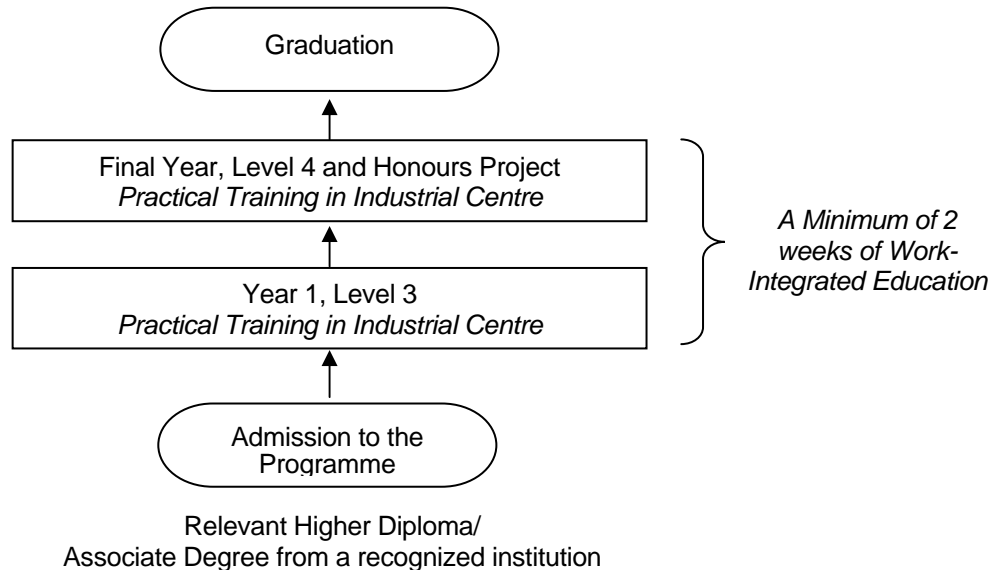 Graduation
Final Year, Level 4 and Honours Project
Practical Training in Industrial Centre
A Minimum of 2
weeks of Work-
Integrated Education
Year 1, Level 3
Practical Training in Industrial Centre
Admission to the
Programme
Relevant Higher Diploma/
Associate Degree from a recognized institution